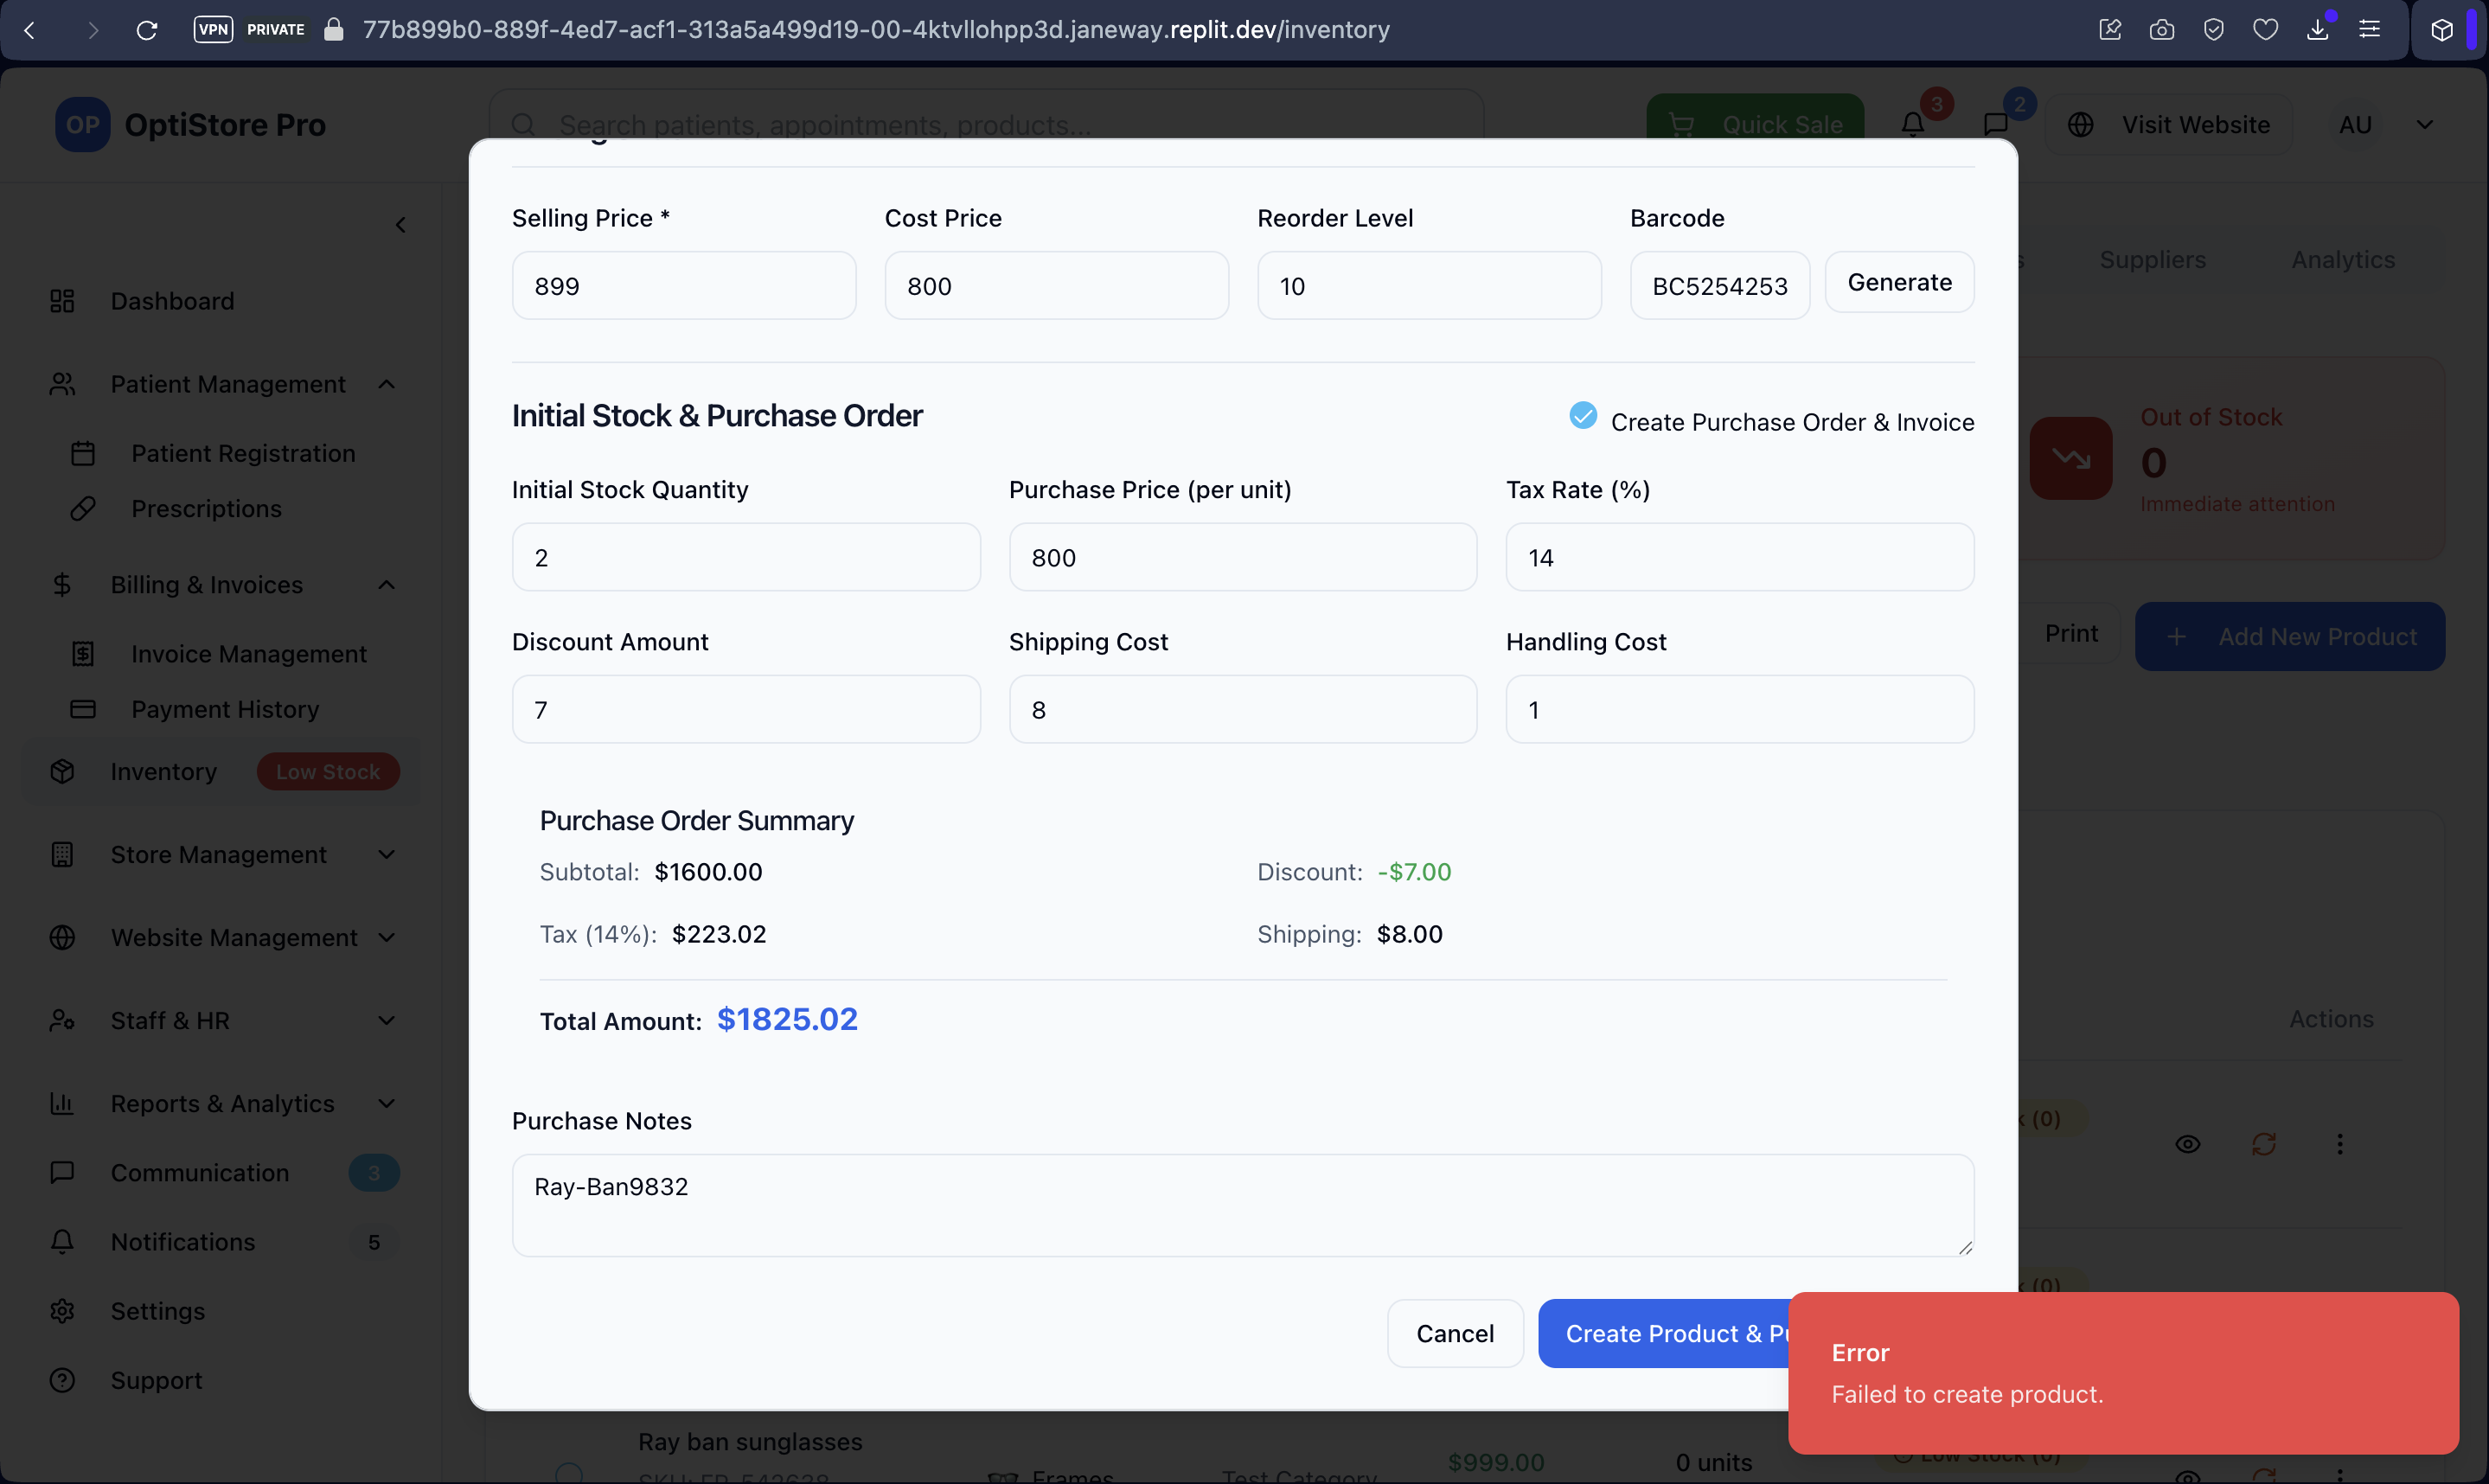 VPN PRIVATE 77b899b0-889f-4ed7-acf1-313a5a499d19-00-4ktvllohpp3d.janeway.replit.dev/inventory
OP OptiStore Pro
Search patients, appointments, products...
Quick Sale
3
2
Visit Website
AU
Dashboard
Patient Management
Patient Registration
Prescriptions
Billing & Invoices
Invoice Management
Payment History
Inventory Low Stock
Store Management
Website Management
Staff & HR
Reports & Analytics
Communication 3
Notifications 5
Settings
Support
Selling Price * Cost Price Reorder Level Barcode
899 800 10 BC5254253 Generate
Initial Stock & Purchase Order Create Purchase Order & Invoice
Initial Stock Quantity Purchase Price (per unit) Tax Rate (%)
2 800 14
Discount Amount Shipping Cost Handling Cost
7 8 1
Purchase Order Summary
Subtotal: $1600.00 Discount: -$7.00
Tax (14%): $223.02 Shipping: $8.00
Total Amount: $1825.02
Purchase Notes
Ray-Ban9832
Cancel Create Product &
Suppliers Analytics
Out of Stock
0
Immediate attention
Print + Add New Product
Actions
(0)
(0)
Error
Failed to create product.
Ray ban sunglasses
$999.00 0 units Low Stock (0)
Frames Test Category